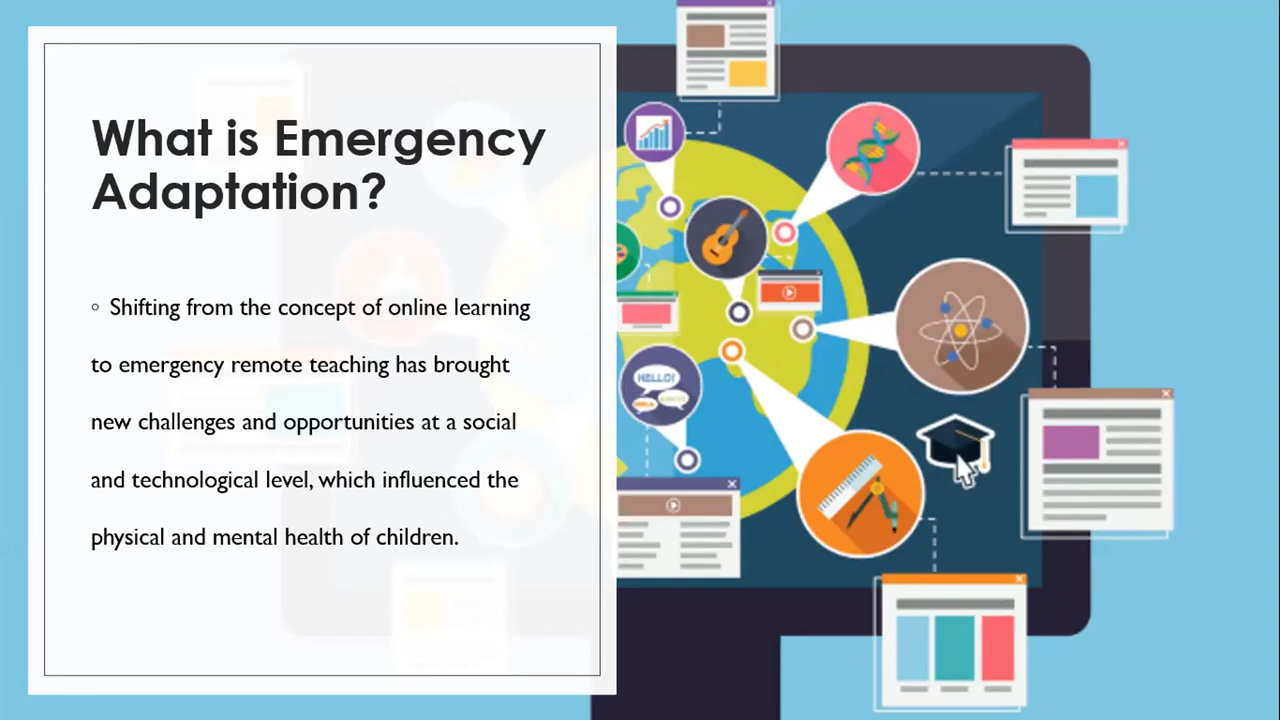 What is Emergency
Adaptation?
◦ Shifting from the concept of online learning
to emergency remote teaching has brought
new challenges and opportunities at a social
and technological level, which influenced the
physical and mental health of children.
HELLO!